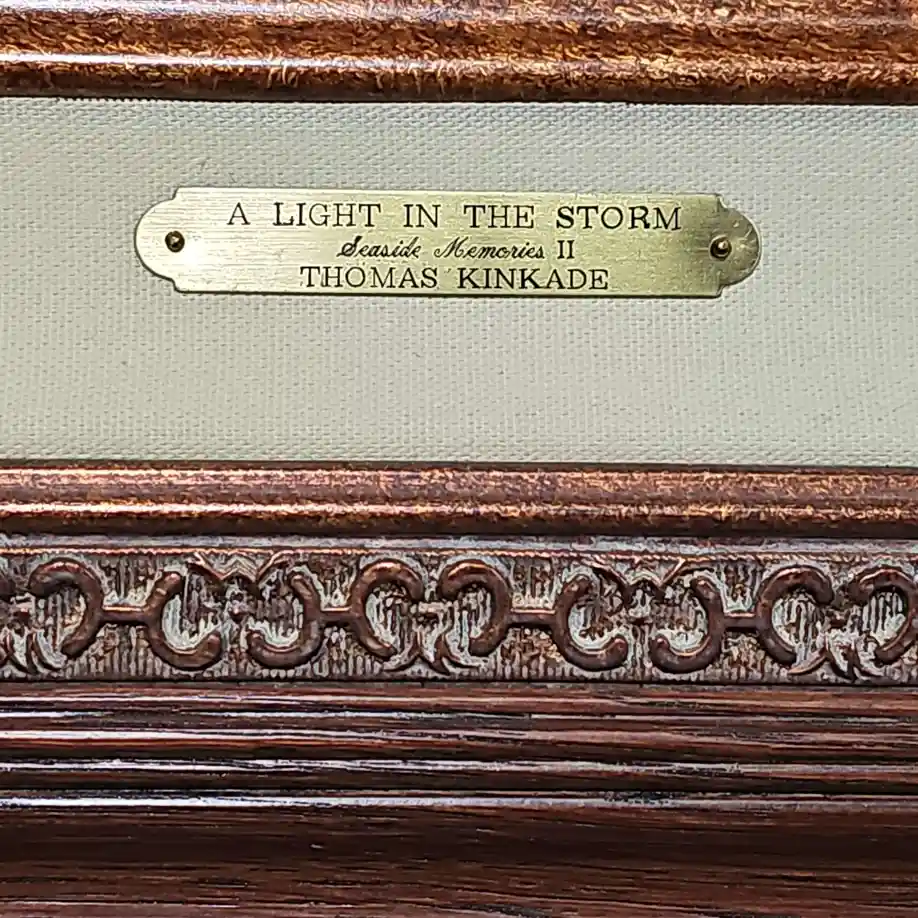 A LIGHT IN THE STORM
Seaside Memories II
THOMAS KINKADE